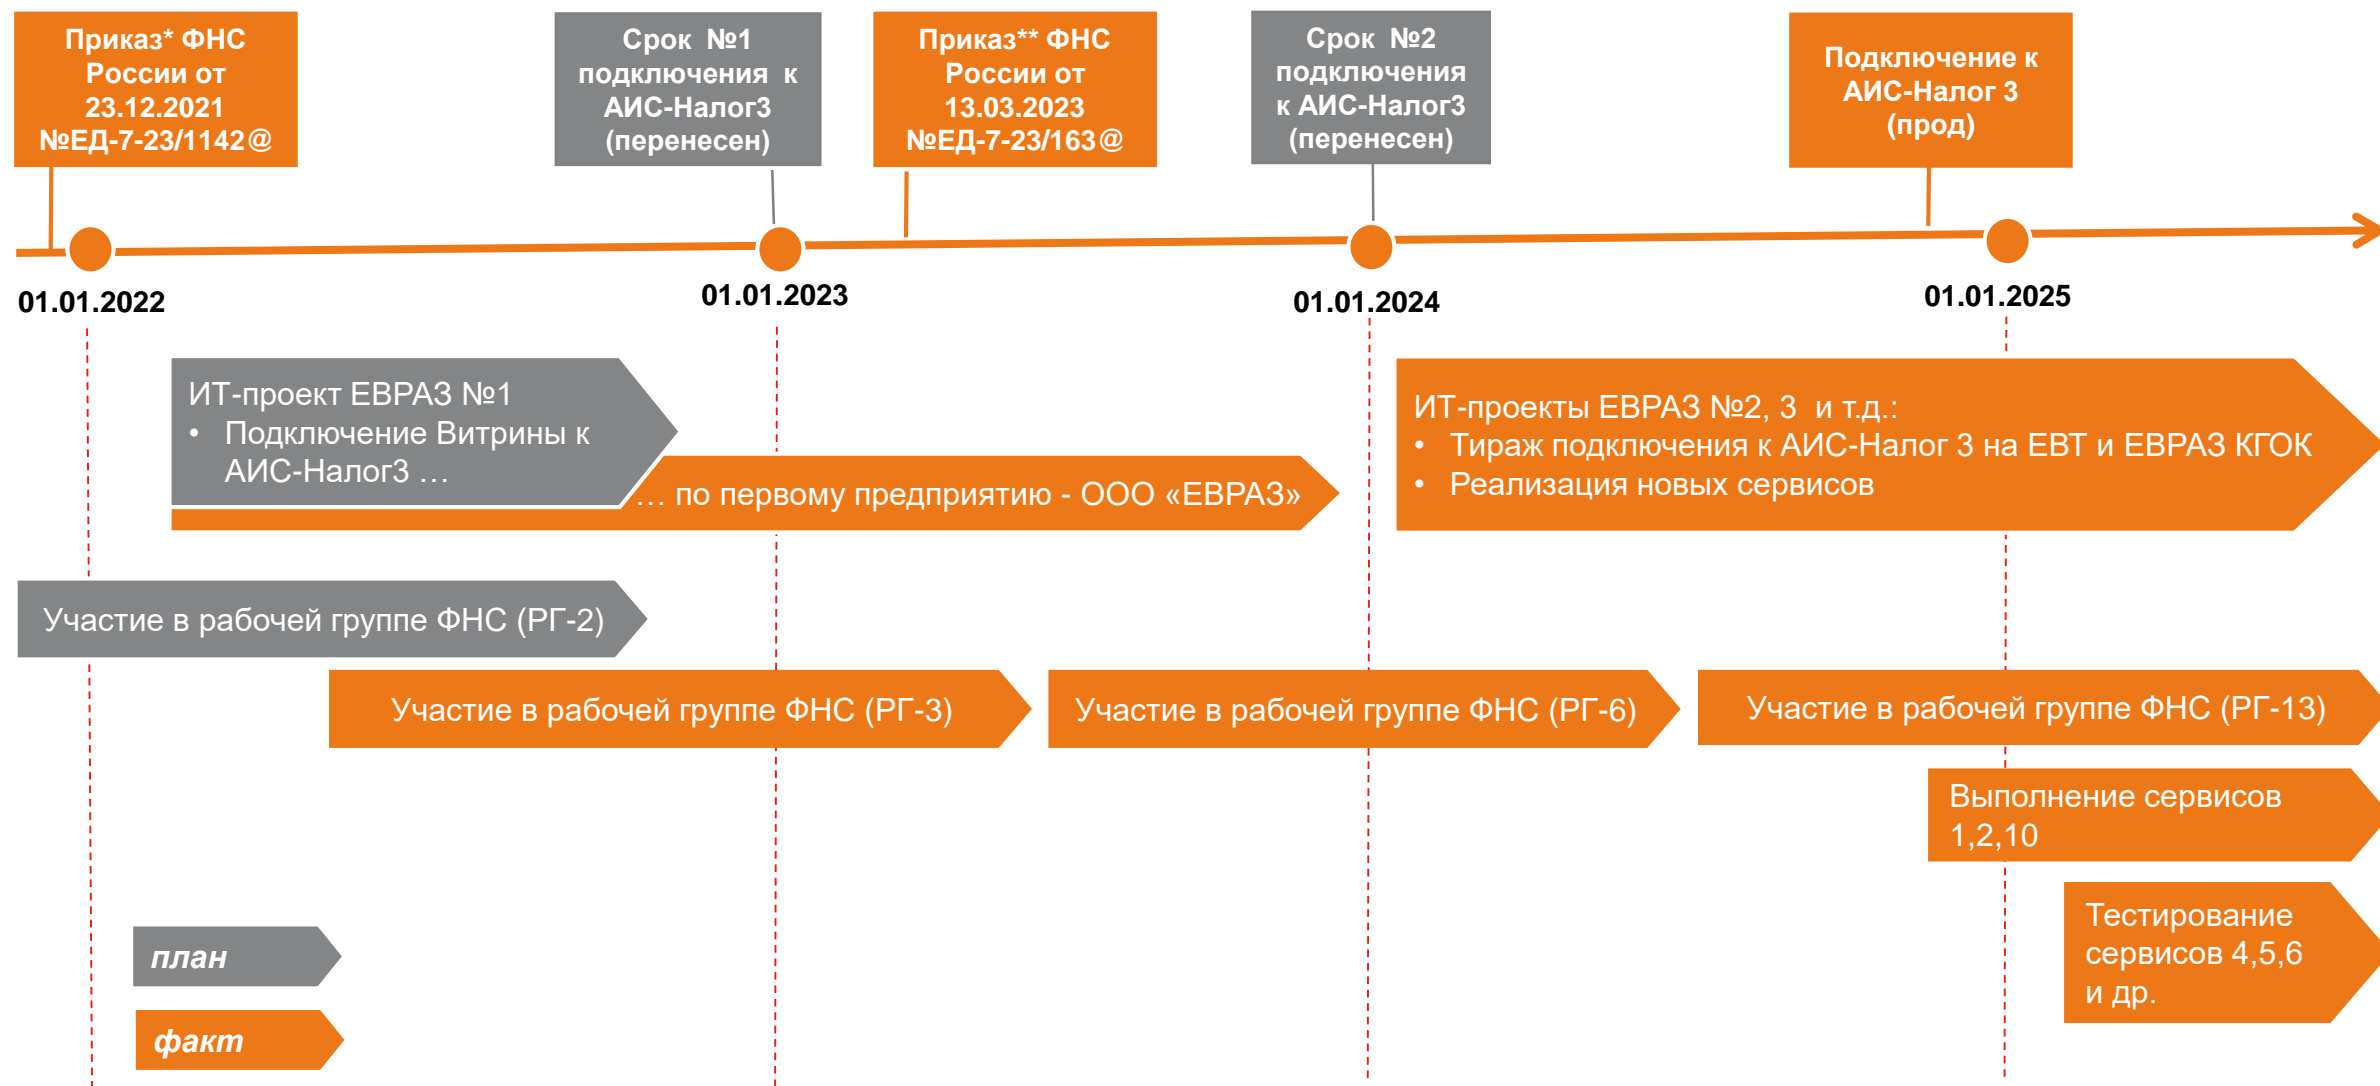 Приказ* ФНС
России от
23.12.2021
№ЕД-7-23/1142@
Срок №1
подключения к
АИС-Налог3
(перенесен)
Приказ** ФНС
России от
13.03.2023
№ЕД-7-23/163@
Срок №2
подключения
к АИС-Налог3
(перенесен)
Подключение к
АИС-Налог 3
(прод)
01.01.2022
01.01.2023
01.01.2024
01.01.2025
ИТ-проект ЕВРАЗ №1
• Подключение Витрины к
АИС-Налог3 …
… по первому предприятию - ООО «ЕВРАЗ»
ИТ-проекты ЕВРАЗ №2, 3 и т.д.:
• Тираж подключения к АИС-Налог 3 на ЕВТ и ЕВРАЗ КГОК
• Реализация новых сервисов
Участие в рабочей группе ФНС (РГ-2)
Участие в рабочей группе ФНС (РГ-3)
Участие в рабочей группе ФНС (РГ-6)
Участие в рабочей группе ФНС (РГ-13)
Выполнение сервисов
1,2,10
Тестирование
сервисов 4,5,6
и др.
план
факт